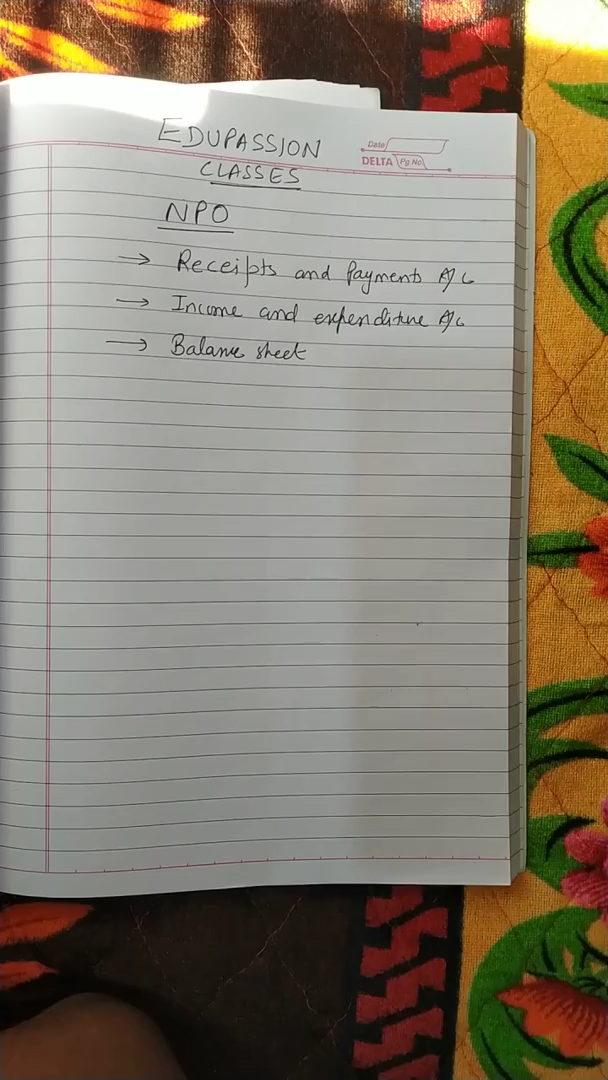 EDUPASSION
CLASSES
Date
DELTA Pg No.
NPO
→ Receipts and Payments A/c
→ Income and expenditure A/c
→ Balance sheet